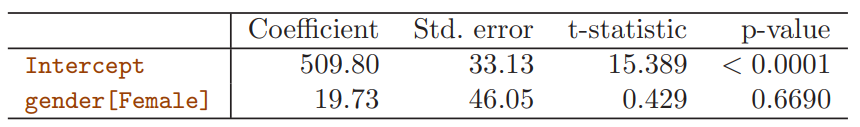 Coefficient Std. error t-statistic p-value
Intercept 509.80 33.13 15.389 < 0.0001
gender[Female] 19.73 46.05 0.429 0.6690